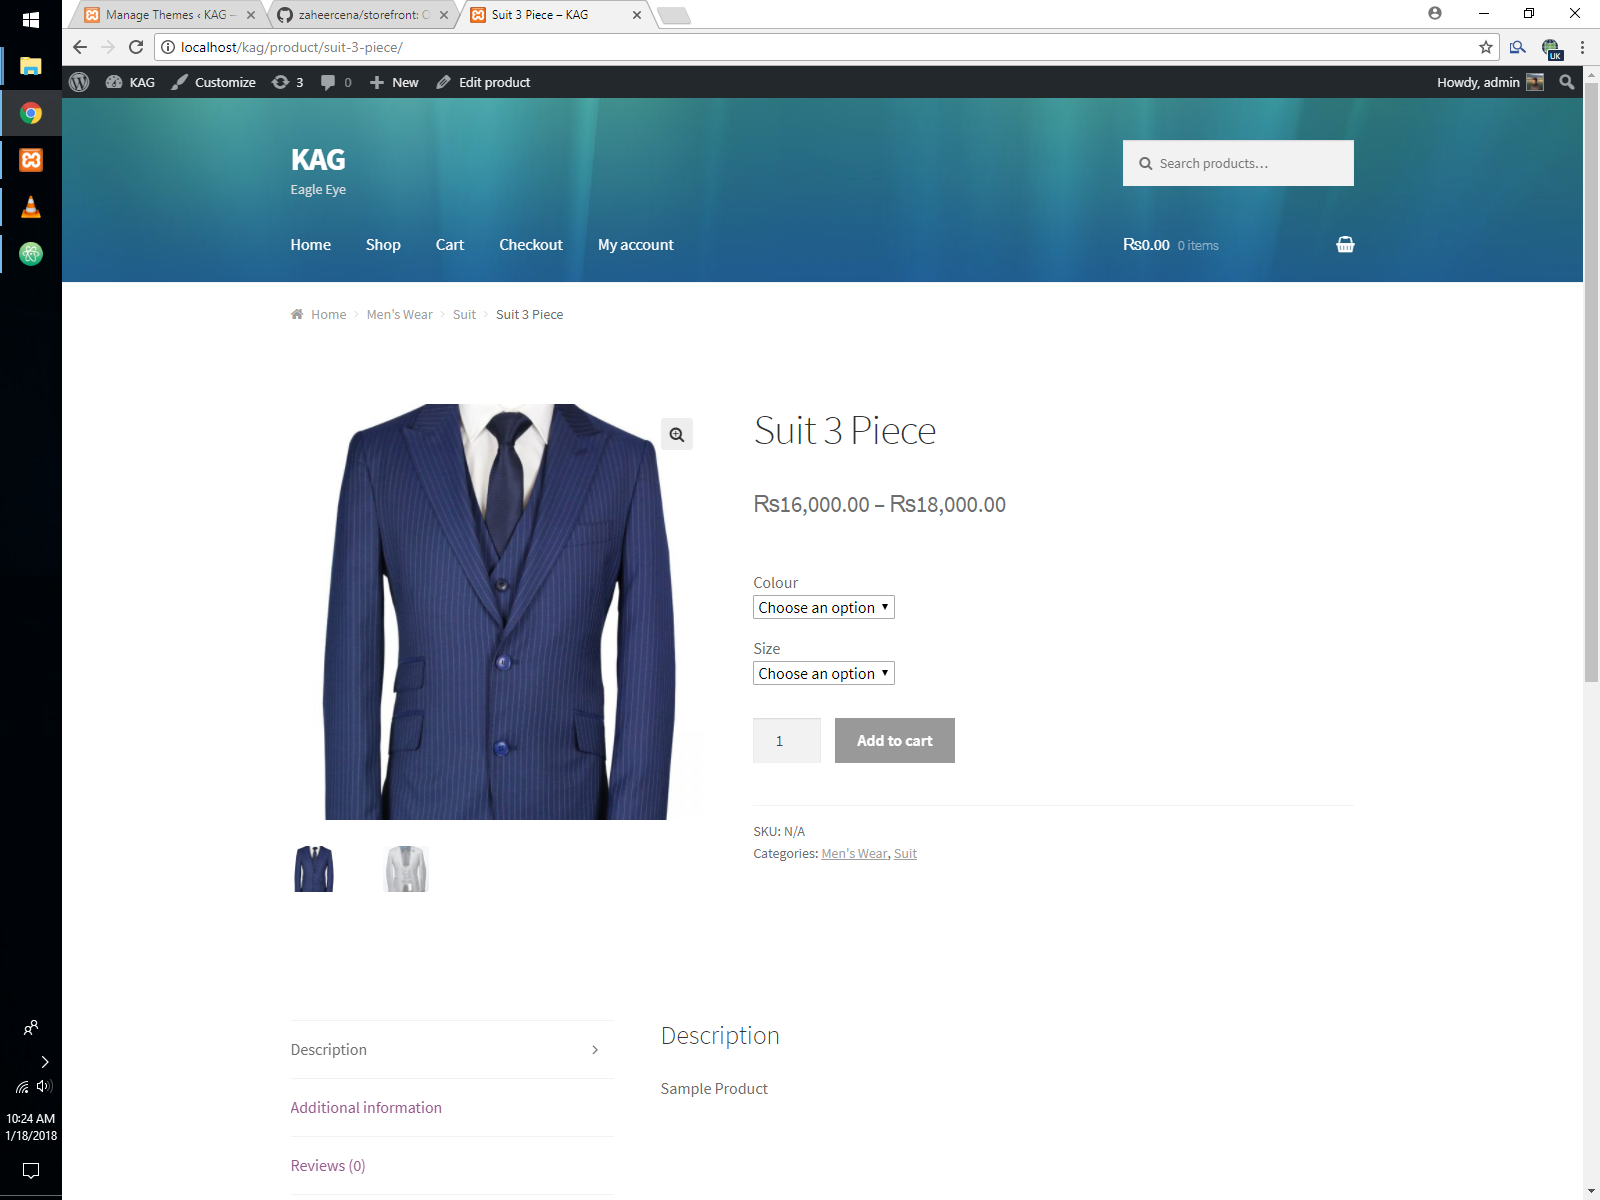 Manage Themes ‹ KAG –
zaheercena/storefront: O
Suit 3 Piece – KAG
localhost/kag/product/suit-3-piece/
UK
KAG
Customize
3
0
New
Edit product
Howdy, admin
KAG
Eagle Eye
Search products…
Home
Shop
Cart
Checkout
My account
₨0.00 0 items
Home
Men's Wear
Suit
Suit 3 Piece
Suit 3 Piece
₨16,000.00 – ₨18,000.00
Colour
Choose an option
Size
Choose an option
1
Add to cart
SKU: N/A
Categories: Men's Wear, Suit
Description
Additional information
Reviews (0)
Description
Sample Product
10:24 AM
1/18/2018